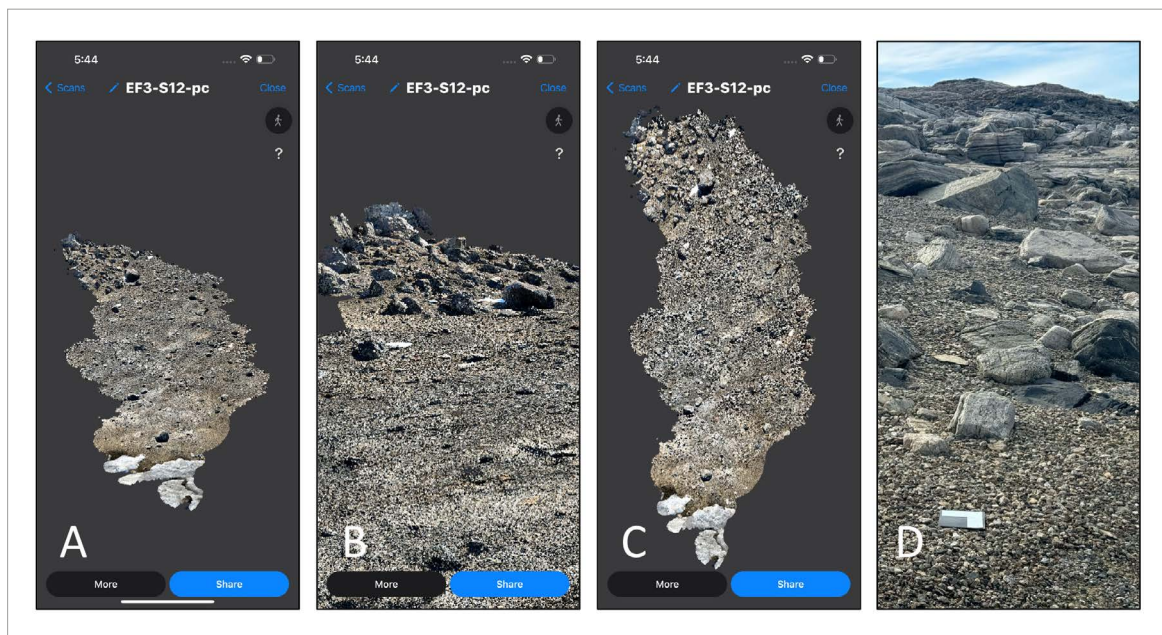 5:44
Scans EF3-S12-pc Close
?
A
More Share
5:44
Scans EF3-S12-pc Close
?
B
More Share
5:44
Scans EF3-S12-pc Close
?
C
More Share
D